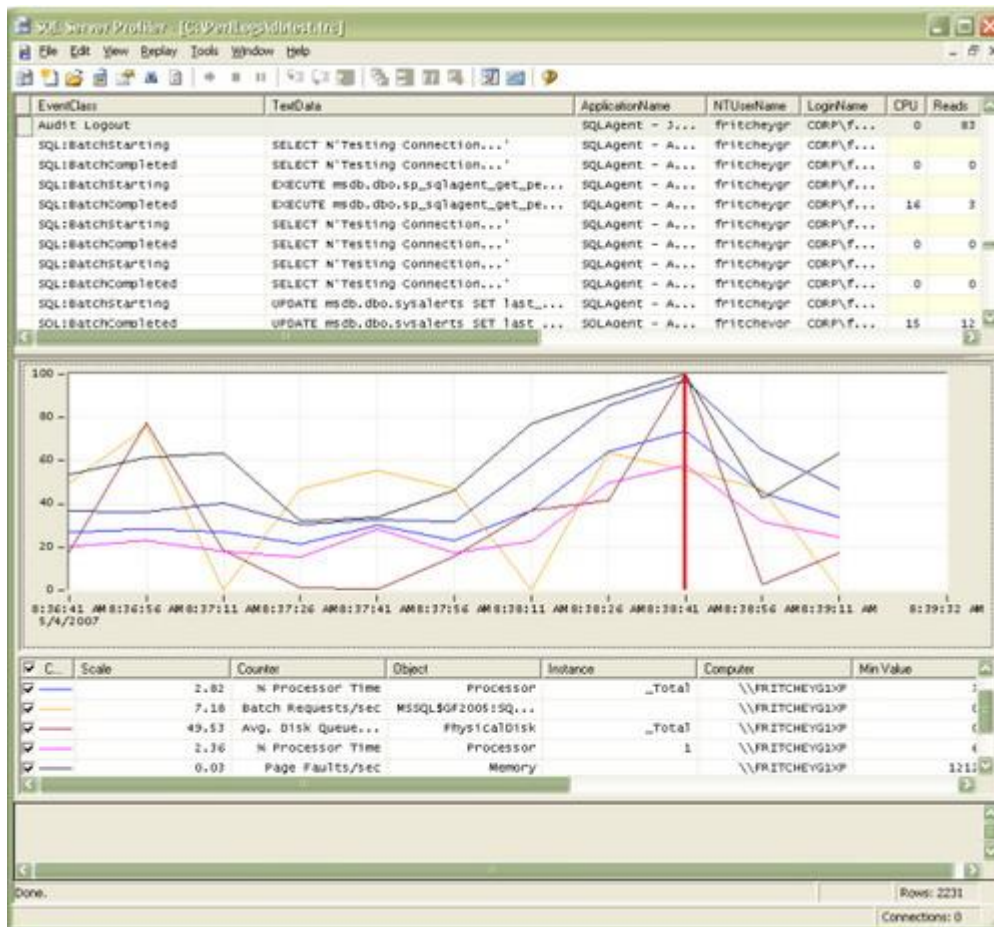 SQL Server Profiler - [C:\PerfLogs\dbtest.trc]
File Edit View Replay Tools Window Help
EventClass TextData ApplicationName NTUserName LoginName CPU Reads
Audit Logout SQLAgent - J... fritcheygr CORP\f... 0 83
SQL:BatchStarting SELECT N'Testing Connection...' SQLAgent - A... fritcheygr CORP\f...
SQL:BatchCompleted SELECT N'Testing Connection...' SQLAgent - A... fritcheygr CORP\f... 0 0
SQL:BatchStarting EXECUTE msdb.dbo.sp_sqlagent_get_pe... SQLAgent - A... fritcheygr CORP\f...
SQL:BatchCompleted EXECUTE msdb.dbo.sp_sqlagent_get_pe... SQLAgent - A... fritcheygr CORP\f... 16 3
SQL:BatchStarting SELECT N'Testing Connection...' SQLAgent - A... fritcheygr CORP\f...
SQL:BatchCompleted SELECT N'Testing Connection...' SQLAgent - A... fritcheygr CORP\f... 0 0
SQL:BatchStarting SELECT N'Testing Connection...' SQLAgent - A... fritcheygr CORP\f...
SQL:BatchCompleted SELECT N'Testing Connection...' SQLAgent - A... fritcheygr CORP\f... 0 0
SQL:BatchStarting UPDATE msdb.dbo.sysalerts SET last_... SQLAgent - A... fritcheygr CORP\f...
SQL:BatchCompleted UPDATE msdb.dbo.sysalerts SET last_... SQLAgent - A... fritcheygr CORP\f... 15 12
100
80
60
40
20
0
8:36:41 AM 8:36:56 AM 8:37:11 AM 8:37:26 AM 8:37:41 AM 8:37:56 AM 8:38:11 AM 8:38:26 AM 8:38:41 AM 8:38:56 AM 8:39:11 AM 8:39:32 AM
5/4/2007
C... Scale Counter Object Instance Computer Min Value
2.82 % Processor Time Processor _Total \\FRITCHEYG1XP
7.18 Batch Requests/sec MSSQL$GF2005:SQ... \\FRITCHEYG1XP
49.53 Avg. Disk Queue... PhysicalDisk _Total \\FRITCHEYG1XP
2.36 % Processor Time Processor 1 \\FRITCHEYG1XP
0.03 Page Faults/sec Memory \\FRITCHEYG1XP
Done. Rows: 2231
Connections: 0